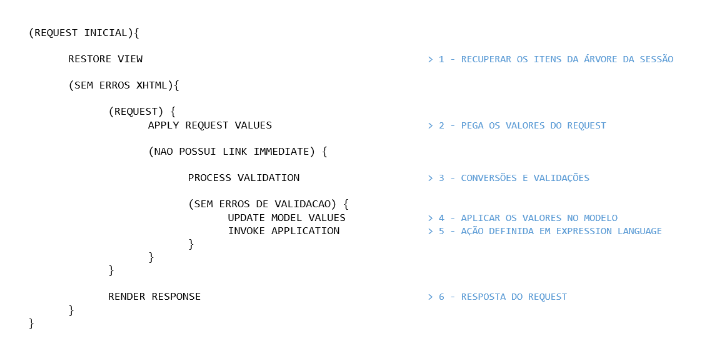 (REQUEST INICIAL){
RESTORE VIEW > 1 - RECUPERAR OS ITENS DA ÁRVORE DA SESSÃO
(SEM ERROS XHTML){
(REQUEST) {
APPLY REQUEST VALUES > 2 - PEGA OS VALORES DO REQUEST
(NAO POSSUI LINK IMMEDIATE) {
PROCESS VALIDATION > 3 - CONVERSÕES E VALIDAÇÕES
(SEM ERROS DE VALIDACAO) {
UPDATE MODEL VALUES > 4 - APLICAR OS VALORES NO MODELO
INVOKE APPLICATION > 5 - AÇÃO DEFINIDA EM EXPRESSION LANGUAGE
}
}
}
RENDER RESPONSE > 6 - RESPOSTA DO REQUEST
}
}